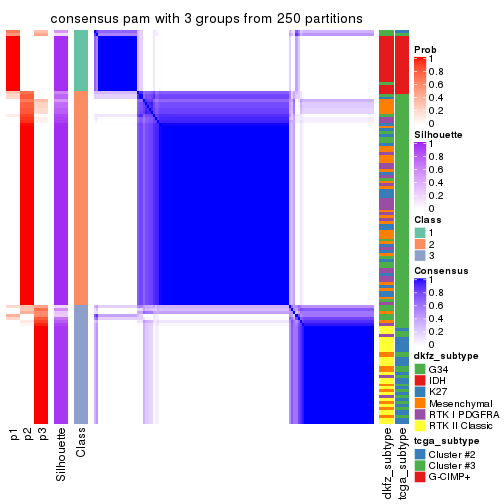 consensus pam with 3 groups from 250 partitions
Prob
1
0.8
0.6
0.4
0.2
0
Silhouette
1
0.8
0.6
0.4
0.2
0
Class
1
2
3
Consensus
1
0.8
0.6
0.4
0.2
0
dkfz_subtype
G34
IDH
K27
Mesenchymal
RTK I PDGFRA
RTK II Classic
tcga_subtype
Cluster #2
Cluster #3
G-CIMP+
p1
p2
p3
Silhouette
Class
dkfz_subtype
tcga_subtype